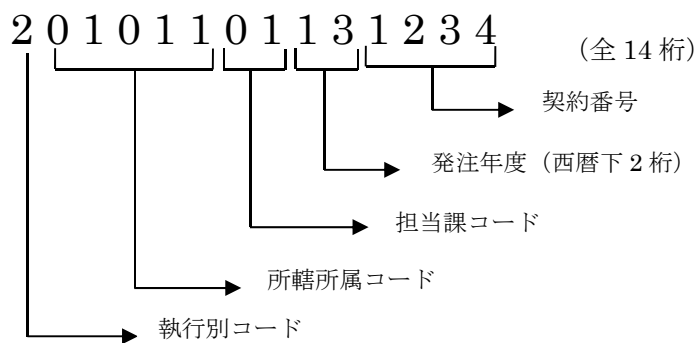 2 0 1 0 1 1 0 1 1 3 1 2 3 4
(全 14 桁)
契約番号
発注年度（西暦下 2 桁）
担当課コード
所轄所属コード
執行別コード